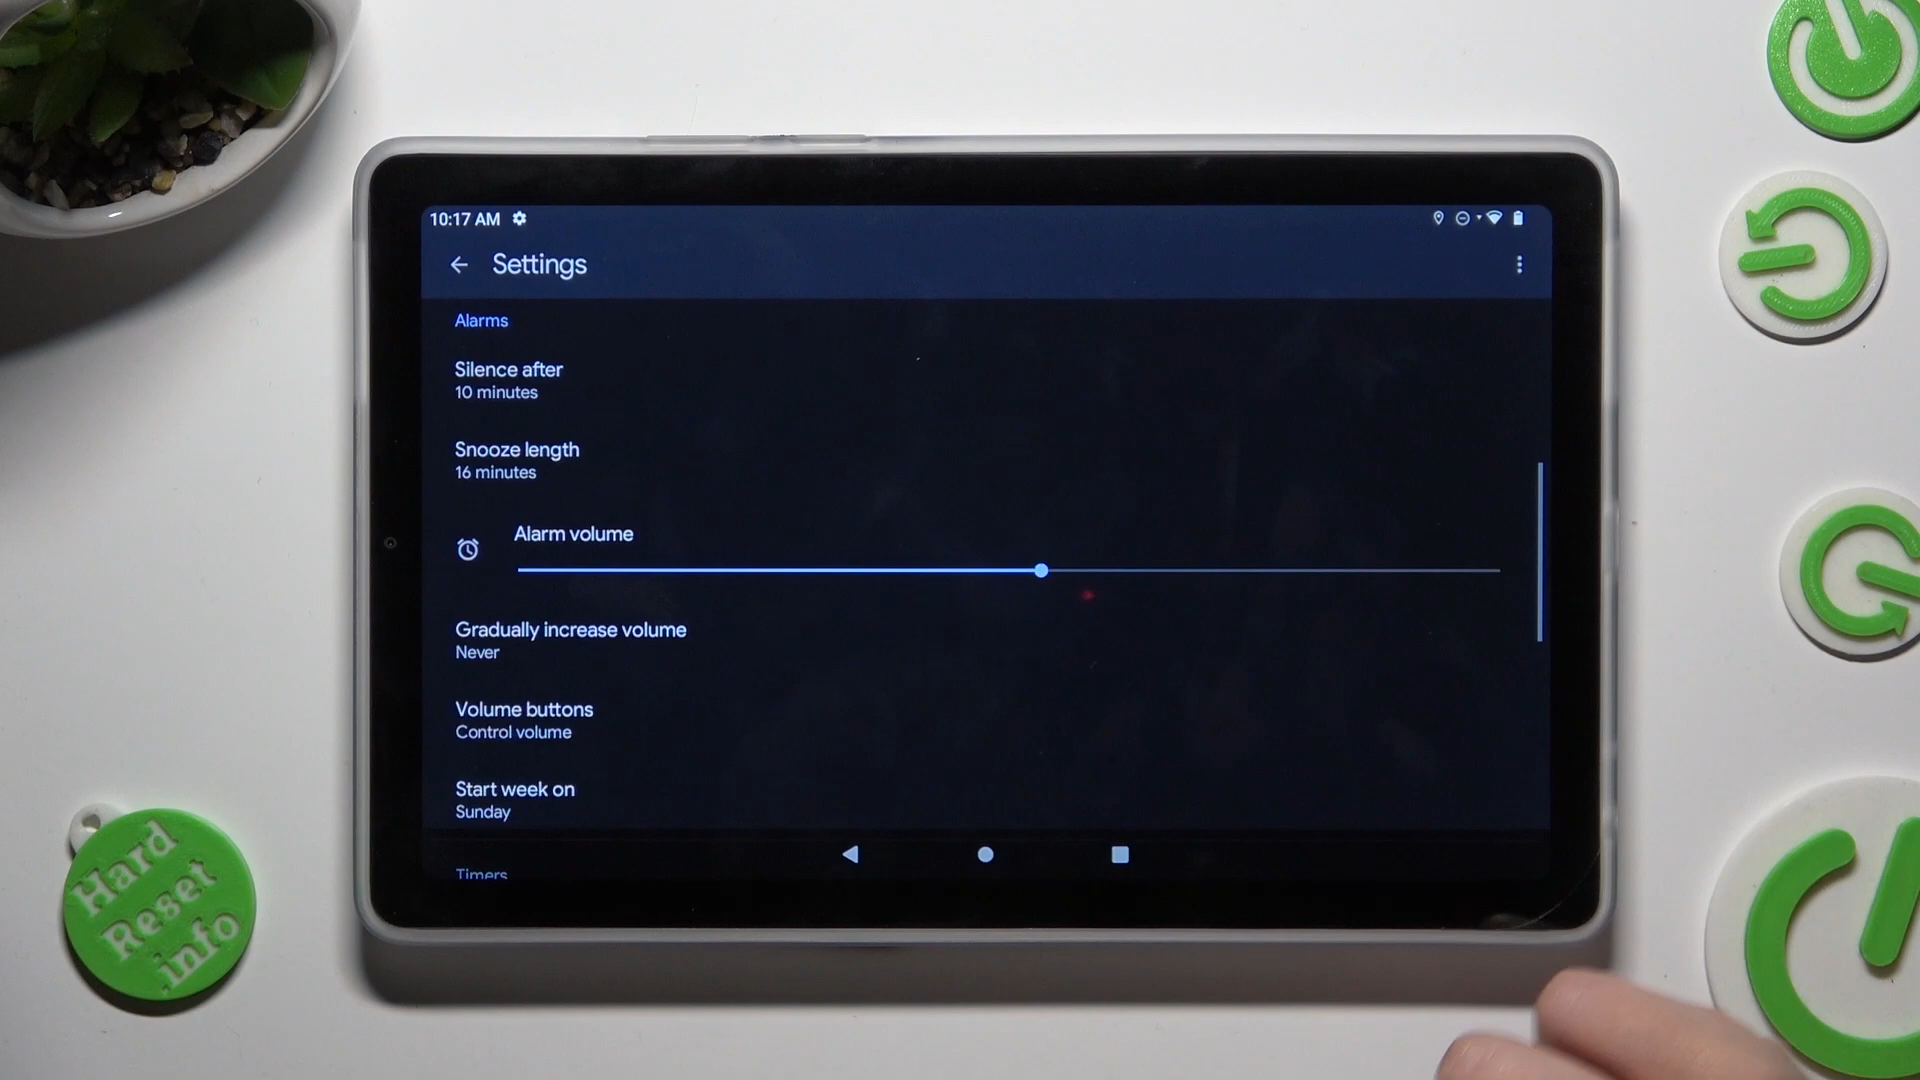 10:17 AM
Settings
Alarms
Silence after
10 minutes
Snooze length
16 minutes
Alarm volume
Gradually increase volume
Never
Volume buttons
Control volume
Start week on
Sunday
Timers
Hard
Reset
.info